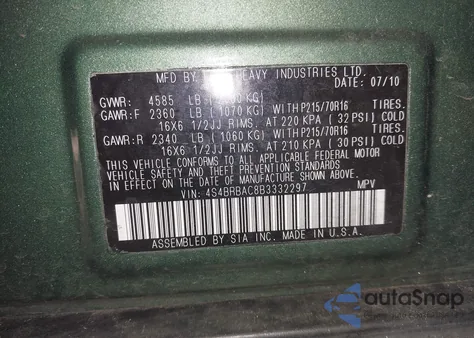 MFD BY HEAVY INDUSTRIES LTD.
DATE: 07/10
GVWR: 4585 LB ( KG)
GAWR:F 2360 LB (1070 KG) WITH P215/70R16 TIRES.
16X6 1/2JJ RIMS. AT 220 KPA ( 32 PSI) COLD
GAWR:R 2340 LB (1060 KG) WITH P215/70R16 TIRES.
16X6 1/2JJ RIMS. AT 210 KPA ( 30 PSI) COLD
THIS VEHICLE CONFORMS TO ALL APPLICABLE FEDERAL MOTOR
VEHICLE SAFETY AND THEFT PREVENTION STANDARDS IN EFFECT ON
THE DATE OF MANUFACTURE SHOWN ABOVE.
VIN: 4S4BRBAC8B3332297 MPV
ASSEMBLED BY SIA INC. MADE IN U.S.A.
autaSnap